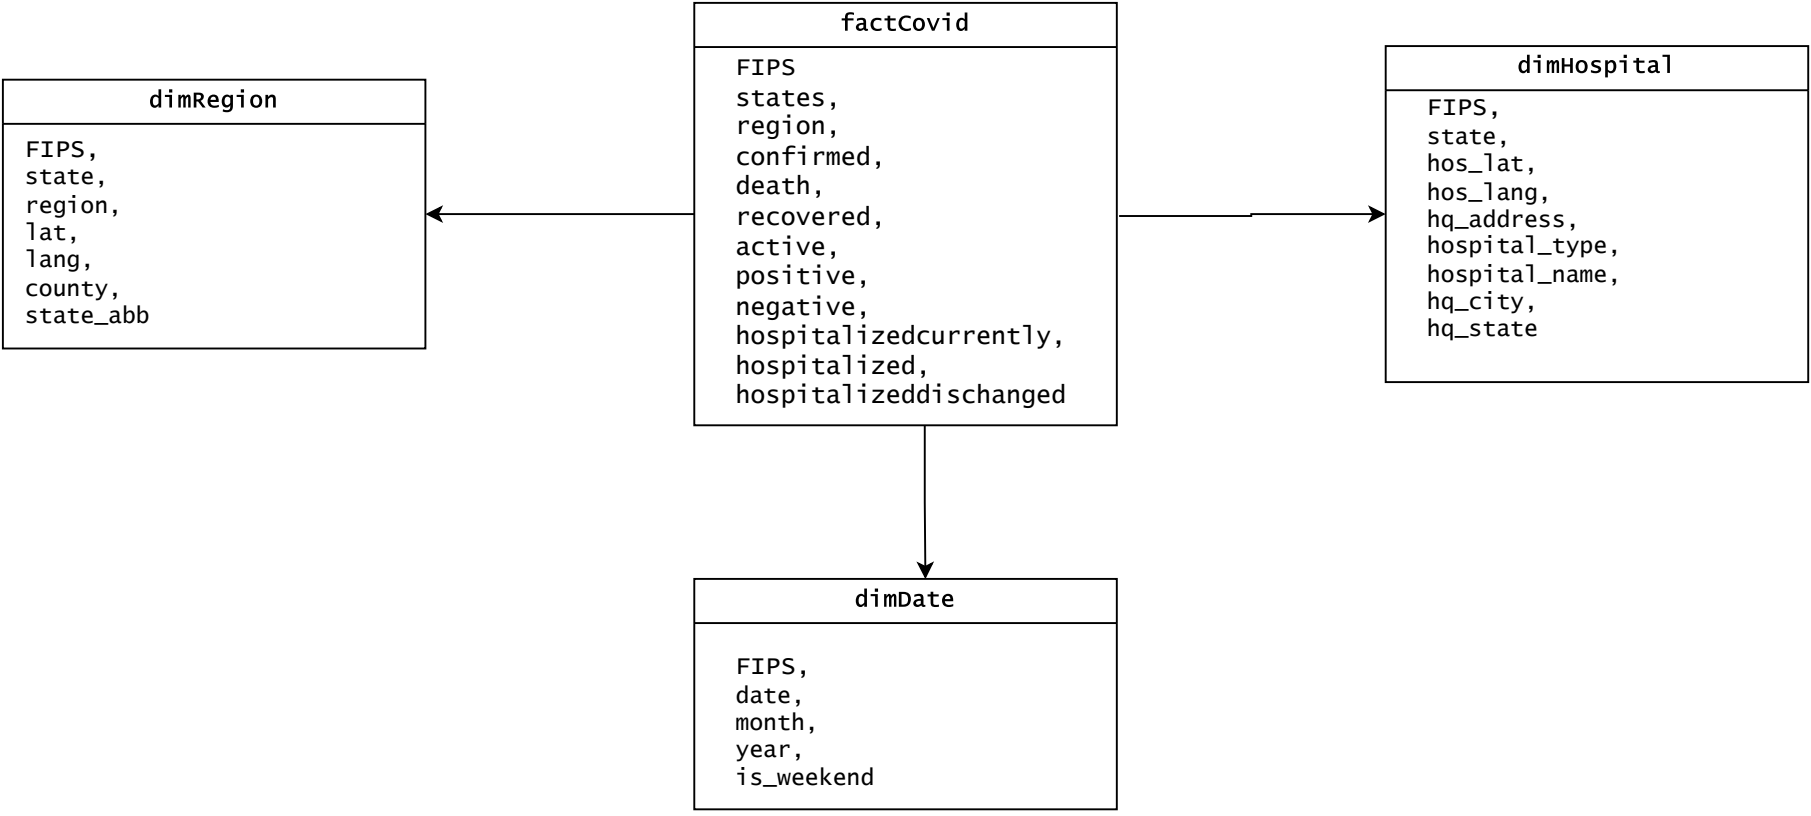 factCovid
FIPS
states,
region,
confirmed,
death,
recovered,
active,
positive,
negative,
hospitalizedcurrently,
hospitalized,
hospitalizeddischanged
dimRegion
FIPS,
state,
region,
lat,
lang,
county,
state_abb
dimHospital
FIPS,
state,
hos_lat,
hos_lang,
hq_address,
hospital_type,
hospital_name,
hq_city,
hq_state
dimDate
FIPS,
date,
month,
year,
is_weekend